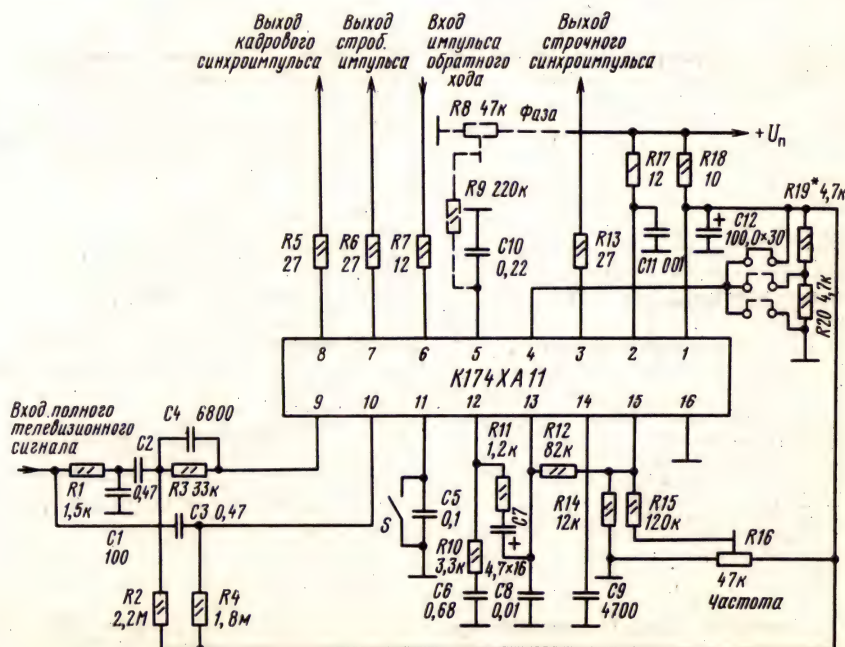 Выход
кадрового
синхроимпульса
Выход
строб.
импульса
Вход
импульса
обратного
хода
Выход
строчного
синхроимпульса
R8 47к
Фаза
+Uп
R9 220к
R17
12
R18
10
R19* 4,7к
C12
100,0×30
C10
0,22
C11 001
R5
27
R6
27
R7
12
R13
27
R20 4,7к
8 7 6 5 4 3 2 1
К174ХА11
9 10 11 12 13 14 15 16
Вход полного
телевизионного
сигнала
C4 6800
C2
0,47
R1
1,5к
R3 33к
C3 0,47
C1
100
R2
2,2М
R4
1,8м
S
C5
0,1
R11
1,2к
R12
82к
C7
4,7×16
R10
3,3к
C6
0,68
C8
0,01
R14
12к
R15
120к
C9
4700
R16
47к
Частота